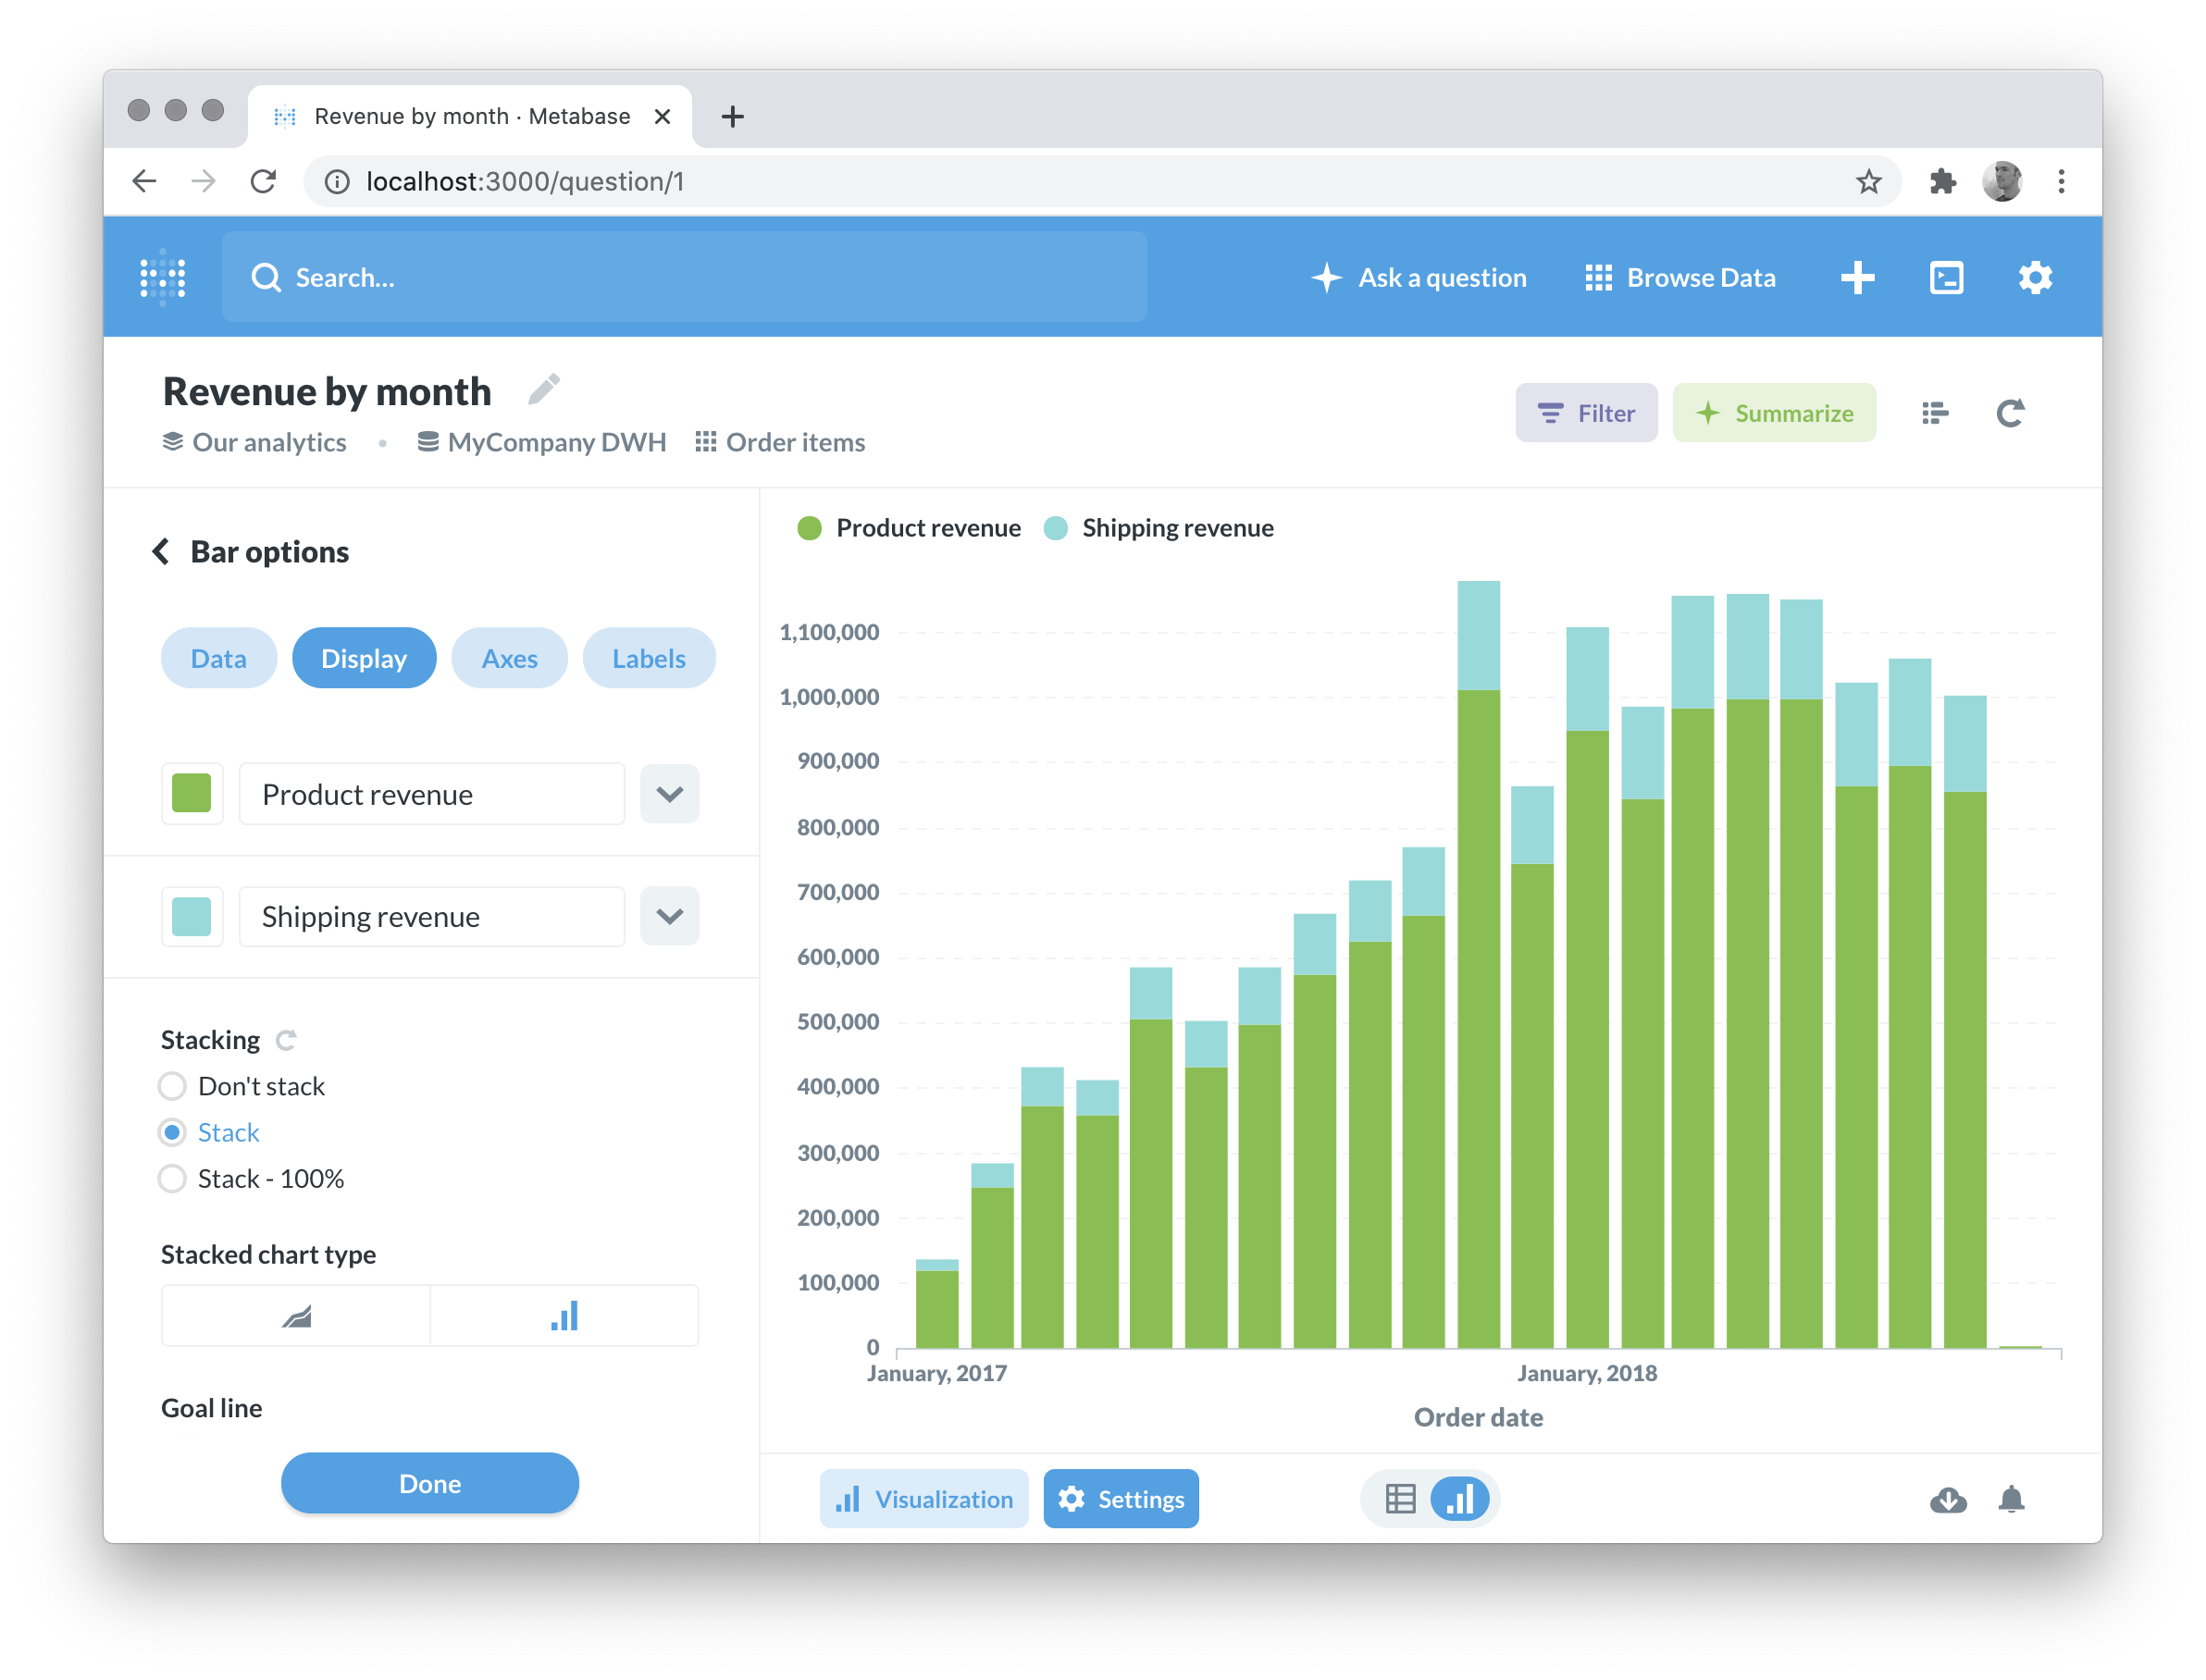 Revenue by month · Metabase
localhost:3000/question/1
Search...
Ask a question
Browse Data
Revenue by month
Our analytics • MyCompany DWH Order items
Filter
Summarize
Bar options
Data
Display
Axes
Labels
Product revenue
Shipping revenue
Stacking
Don't stack
Stack
Stack - 100%
Stacked chart type
Goal line
Done
Product revenue
Shipping revenue
1,100,000
1,000,000
900,000
800,000
700,000
600,000
500,000
400,000
300,000
200,000
100,000
0
January, 2017
January, 2018
Order date
Visualization
Settings